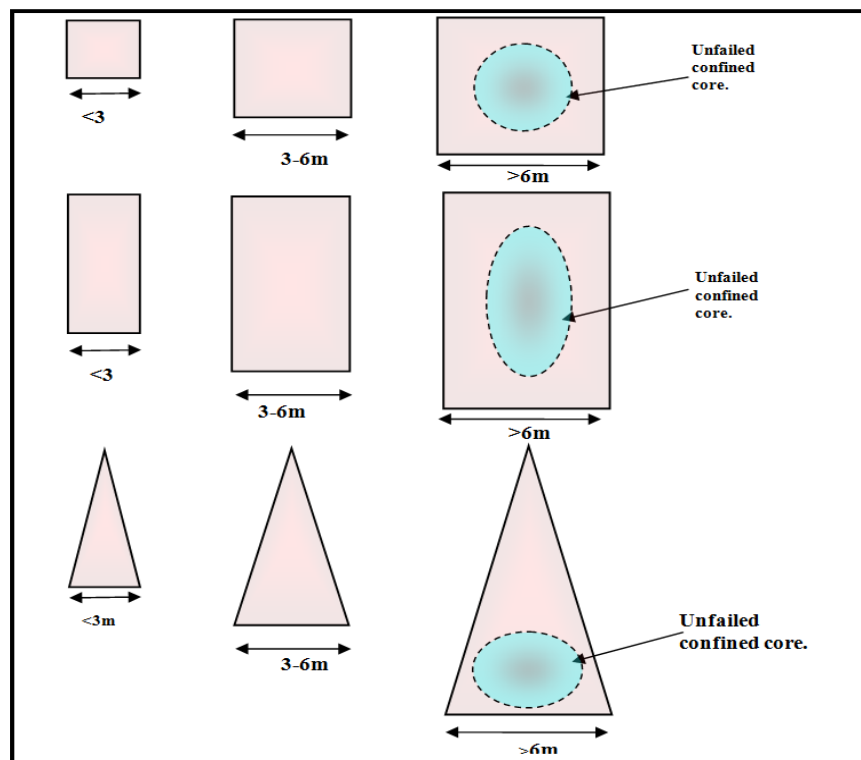 Unfailed
confined
core.
<3
3-6m
>6m
Unfailed
confined
core.
<3
3-6m
>6m
<3m
3-6m
Unfailed
confined core.
>6m